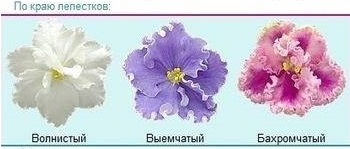 По краю лепестков:
Волнистый Выемчатый Бахромчатый